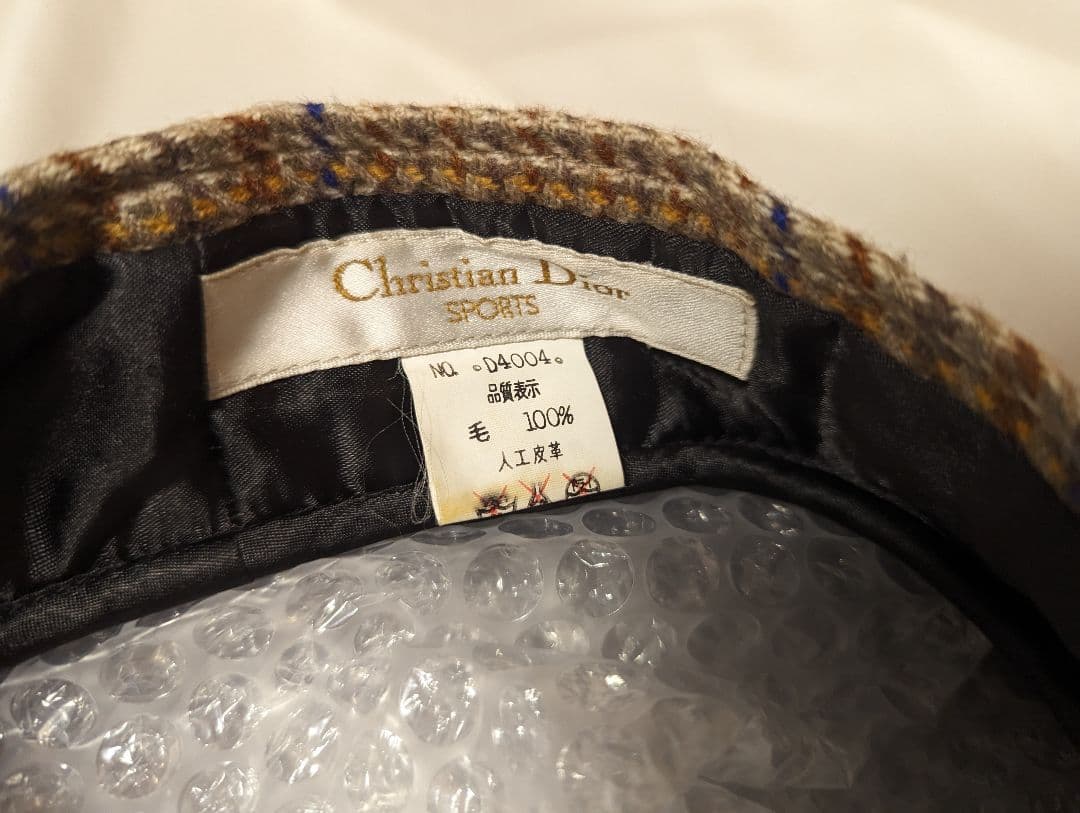 Christian Dior
SPORTS
NO. D4004.
品質表示
毛 100%
人工皮革